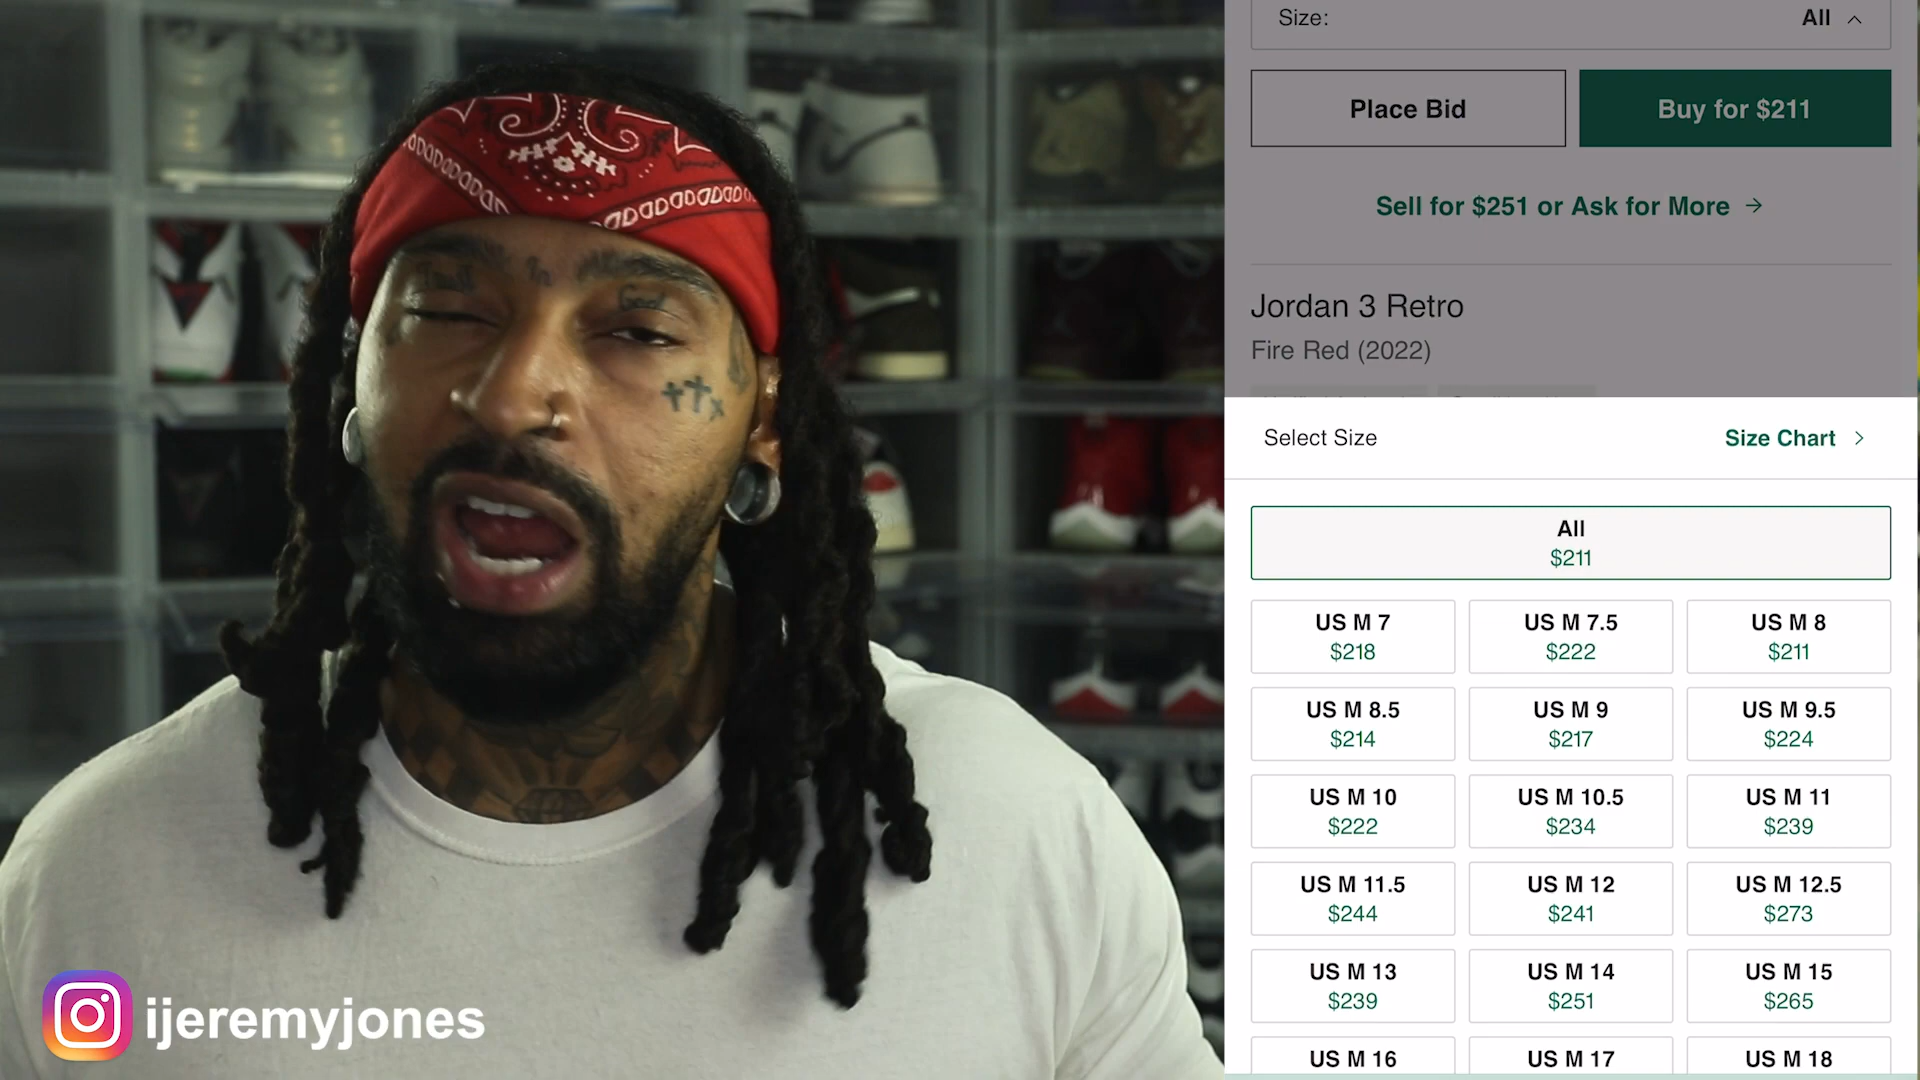 Size:
All
Place Bid
Buy for $211
Sell for $251 or Ask for More
Jordan 3 Retro
Fire Red (2022)
Select Size
Size Chart
All
$211
US M 7
$218
US M 7.5
$222
US M 8
$211
US M 8.5
$214
US M 9
$217
US M 9.5
$224
US M 10
$222
US M 10.5
$234
US M 11
$239
US M 11.5
$244
US M 12
$241
US M 12.5
$273
US M 13
$239
US M 14
$251
US M 15
$265
US M 16
US M 17
US M 18
ijeremyjones